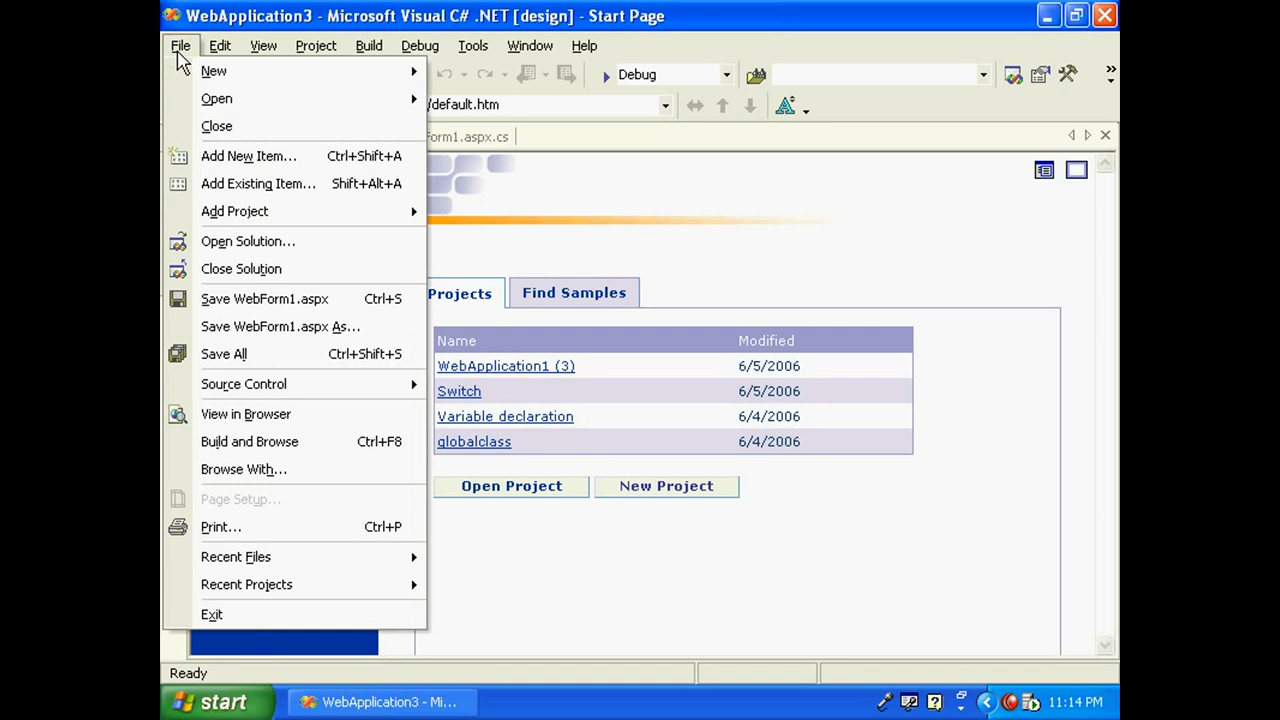 WebApplication3 - Microsoft Visual C# .NET [design] - Start Page
File Edit View Project Build Debug Tools Window Help
New
Open
Close
Add New Item... Ctrl+Shift+A
Add Existing Item... Shift+Alt+A
Add Project
Open Solution...
Close Solution
Save WebForm1.aspx Ctrl+S
Save WebForm1.aspx As...
Save All Ctrl+Shift+S
Source Control
View in Browser
Build and Browse Ctrl+F8
Browse With...
Page Setup...
Print... Ctrl+P
Recent Files
Recent Projects
Exit
Debug
/default.htm
orm1.aspx.cs
Projects Find Samples
Name Modified
WebApplication1 (3) 6/5/2006
Switch 6/5/2006
Variable declaration 6/4/2006
globalclass 6/4/2006
Open Project New Project
Ready
start WebApplication3 - Mi... 11:14 PM